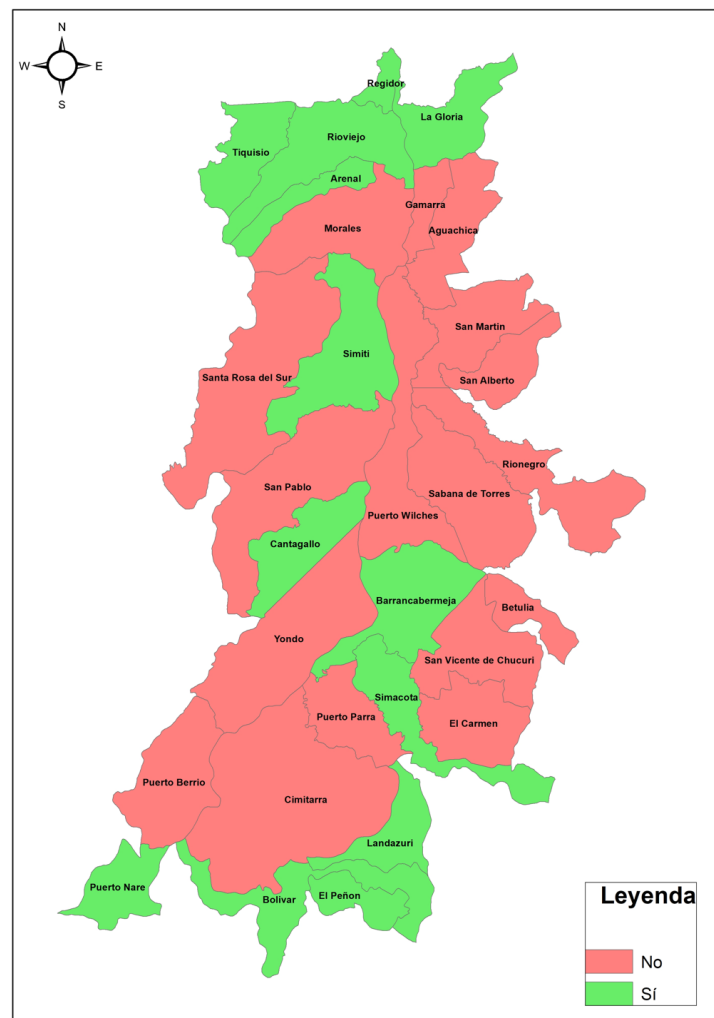 N
W E
S
Regidor
La Gloria
Rioviejo
Tiquisio
Arenal
Gamarra
Morales
Aguachica
San Martin
Simiti
Santa Rosa del Sur
San Alberto
Rionegro
San Pablo
Sabana de Torres
Puerto Wilches
Cantagallo
Barrancabermeja
Betulia
Yondo
San Vicente de Chucuri
Simacota
Puerto Parra
El Carmen
Puerto Berrio
Cimitarra
Landazuri
Puerto Nare
El Peñon
Bolivar
Leyenda
No
Sí